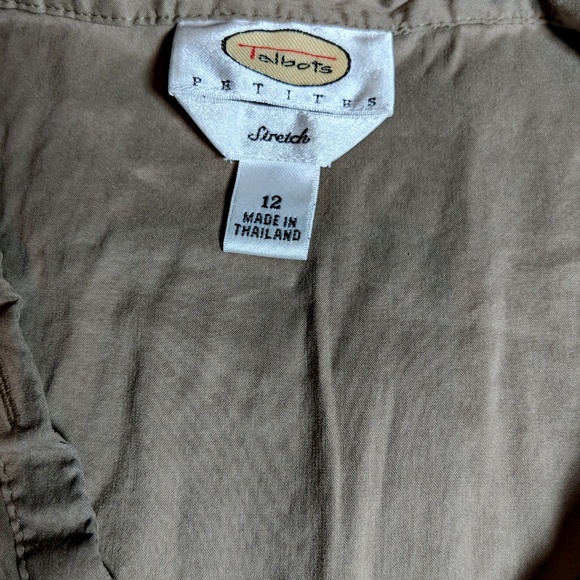 Talbots
PETITES
Stretch
12
MADE IN
THAILAND